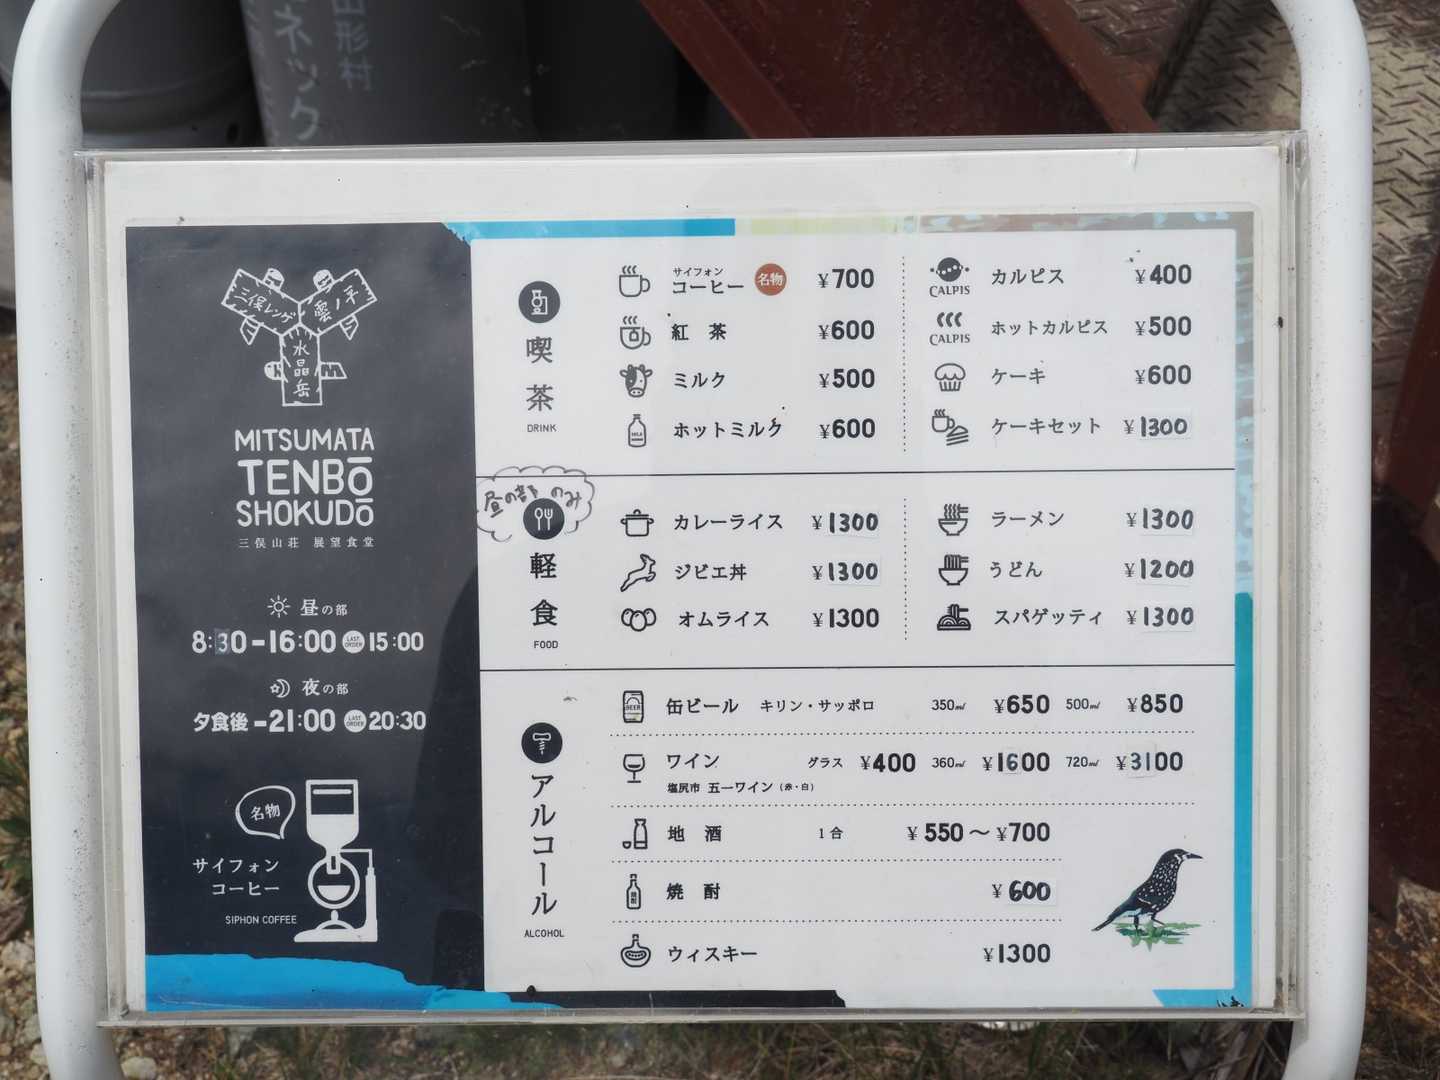 山形村
ネック
三俣レンゲ
雲ノ平
水晶岳
MITSUMATA
TENBŌ
SHOKUDŌ
三俣山荘 展望食堂
昼の部
8:30-16:00 LAST ORDER 15:00
夜の部
夕食後-21:00 LAST ORDER 20:30
名物
サイフォン
コーヒー
SIPHON COFFEE
喫茶
DRINK
サイフォン
コーヒー 名物 ¥700
紅茶 ¥600
ミルク ¥500
ホットミルク ¥600
CALPIS カルピス ¥400
CALPIS ホットカルピス ¥500
ケーキ ¥600
ケーキセット ¥1300
昼の部のみ
軽食
FOOD
カレーライス ¥1300
ジビエ丼 ¥1300
オムライス ¥1300
ラーメン ¥1300
うどん ¥1200
スパゲッティ ¥1300
アルコール
ALCOHOL
BEER 缶ビール キリン・サッポロ 350ml ¥650 500ml ¥850
ワイン グラス ¥400 360ml ¥1600 720ml ¥3100
塩尻市 五一ワイン（赤・白）
地酒 1合 ¥550〜¥700
焼酎 ¥600
ウィスキー ¥1300